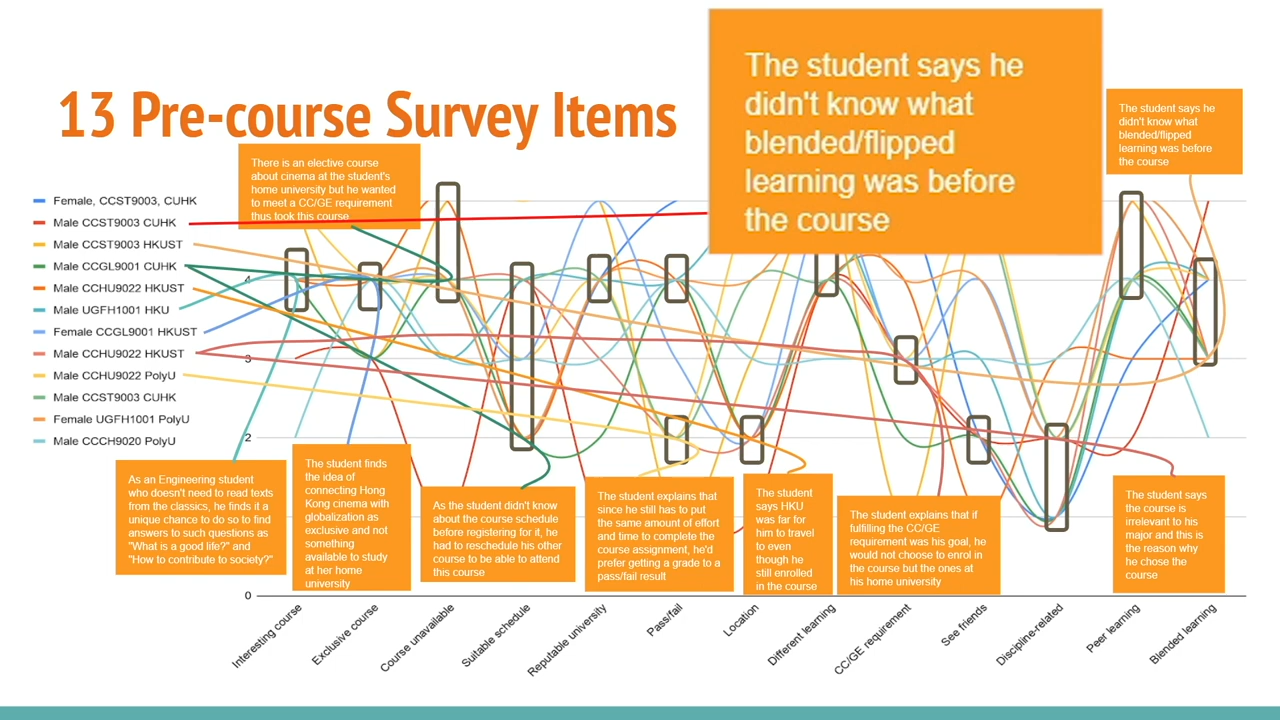 13 Pre-course Survey Items
The student says he
didn't know what
blended/flipped
learning was before
the course
The student says he
didn't know what
blended/flipped
learning was before
the course
There is an elective course
about cinema at the student's
home university but he wanted
to meet a CC/GE requirement
thus took this course
Female, CCST9003, CUHK
Male CCST9003 CUHK
Male CCST9003 HKUST
Male CCGL9001 CUHK
Male CCHU9022 HKUST
Male UGFH1001 HKU
Female CCGL9001 HKUST
Male CCHU9022 HKUST
Male CCHU9022 PolyU
Male CCST9003 CUHK
Female UGFH1001 PolyU
Male CCCH9020 PolyU
4
3
2
0
As an Engineering student
who doesn't need to read texts
from the classics, he finds it a
unique chance to do so to find
answers to such questions as
"What is a good life?" and
"How to contribute to society?"
The student finds
the idea of
connecting Hong
Kong cinema with
globalization as
exclusive and not
something
available to study
at her home
university
As the student didn't know
about the course schedule
before registering for it, he
had to reschedule his other
course to be able to attend
this course
The student explains that
since he still has to put
the same amount of effort
and time to complete the
course assignment, he'd
prefer getting a grade to a
pass/fail result
The student
says HKU
was far for
him to travel
to even
though he
still enrolled
in the course
The student explains that if
fulfilling the CC/GE
requirement was his goal, he
would not choose to enrol in
the course but the ones at
his home university
The student says
the course is
irrelevant to his
major and this is
the reason why
he chose the
course
Interesting course
Exclusive course
Course unavailable
Suitable schedule
Reputable university
Pass/fail
Location
Different learning
CC/GE requirement
See friends
Discipline-related
Peer learning
Blended learning